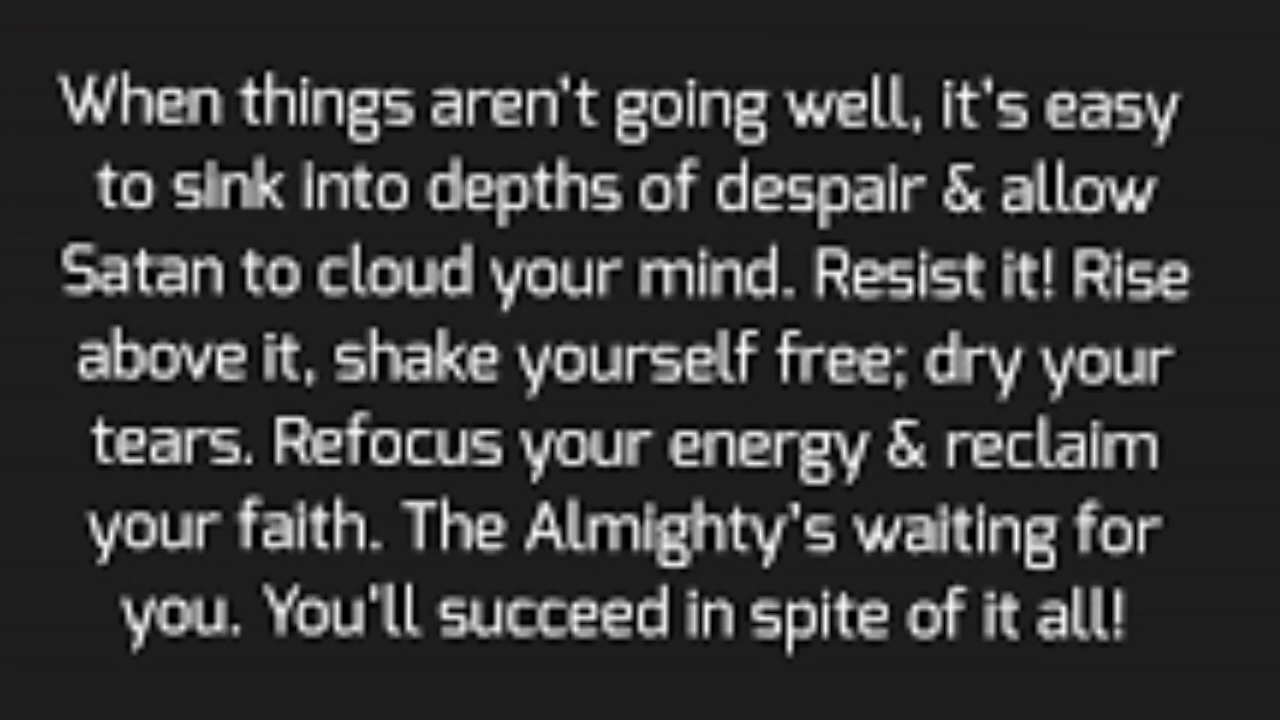 When things aren't going well, it's easy
to sink into depths of despair & allow
Satan to cloud your mind. Resist it! Rise
above it, shake yourself free; dry your
tears. Refocus your energy & reclaim
your faith. The Almighty's waiting for
you. You'll succeed in spite of it all!